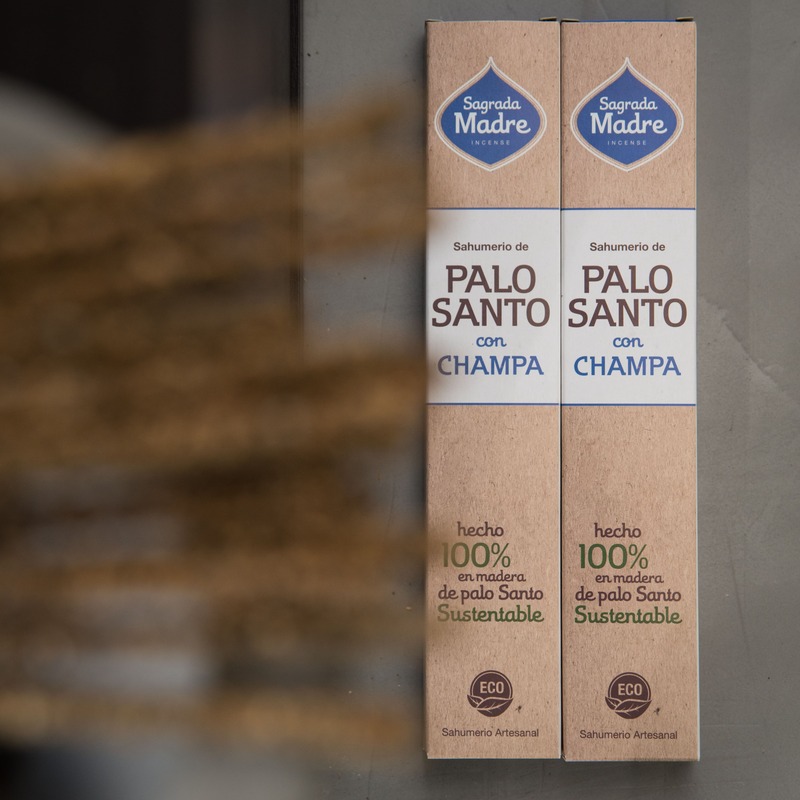 Sagrada
Madre
INCENSE
Sahumerio de
PALO
SANTO
con
CHAMPA
hecho
100%
en madera
de palo Santo
Sustentable
ECO
Sahumerio Artesanal
Sagrada
Madre
INCENSE
Sahumerio de
PALO
SANTO
con
CHAMPA
hecho
100%
en madera
de palo Santo
Sustentable
ECO
Sahumerio Artesanal